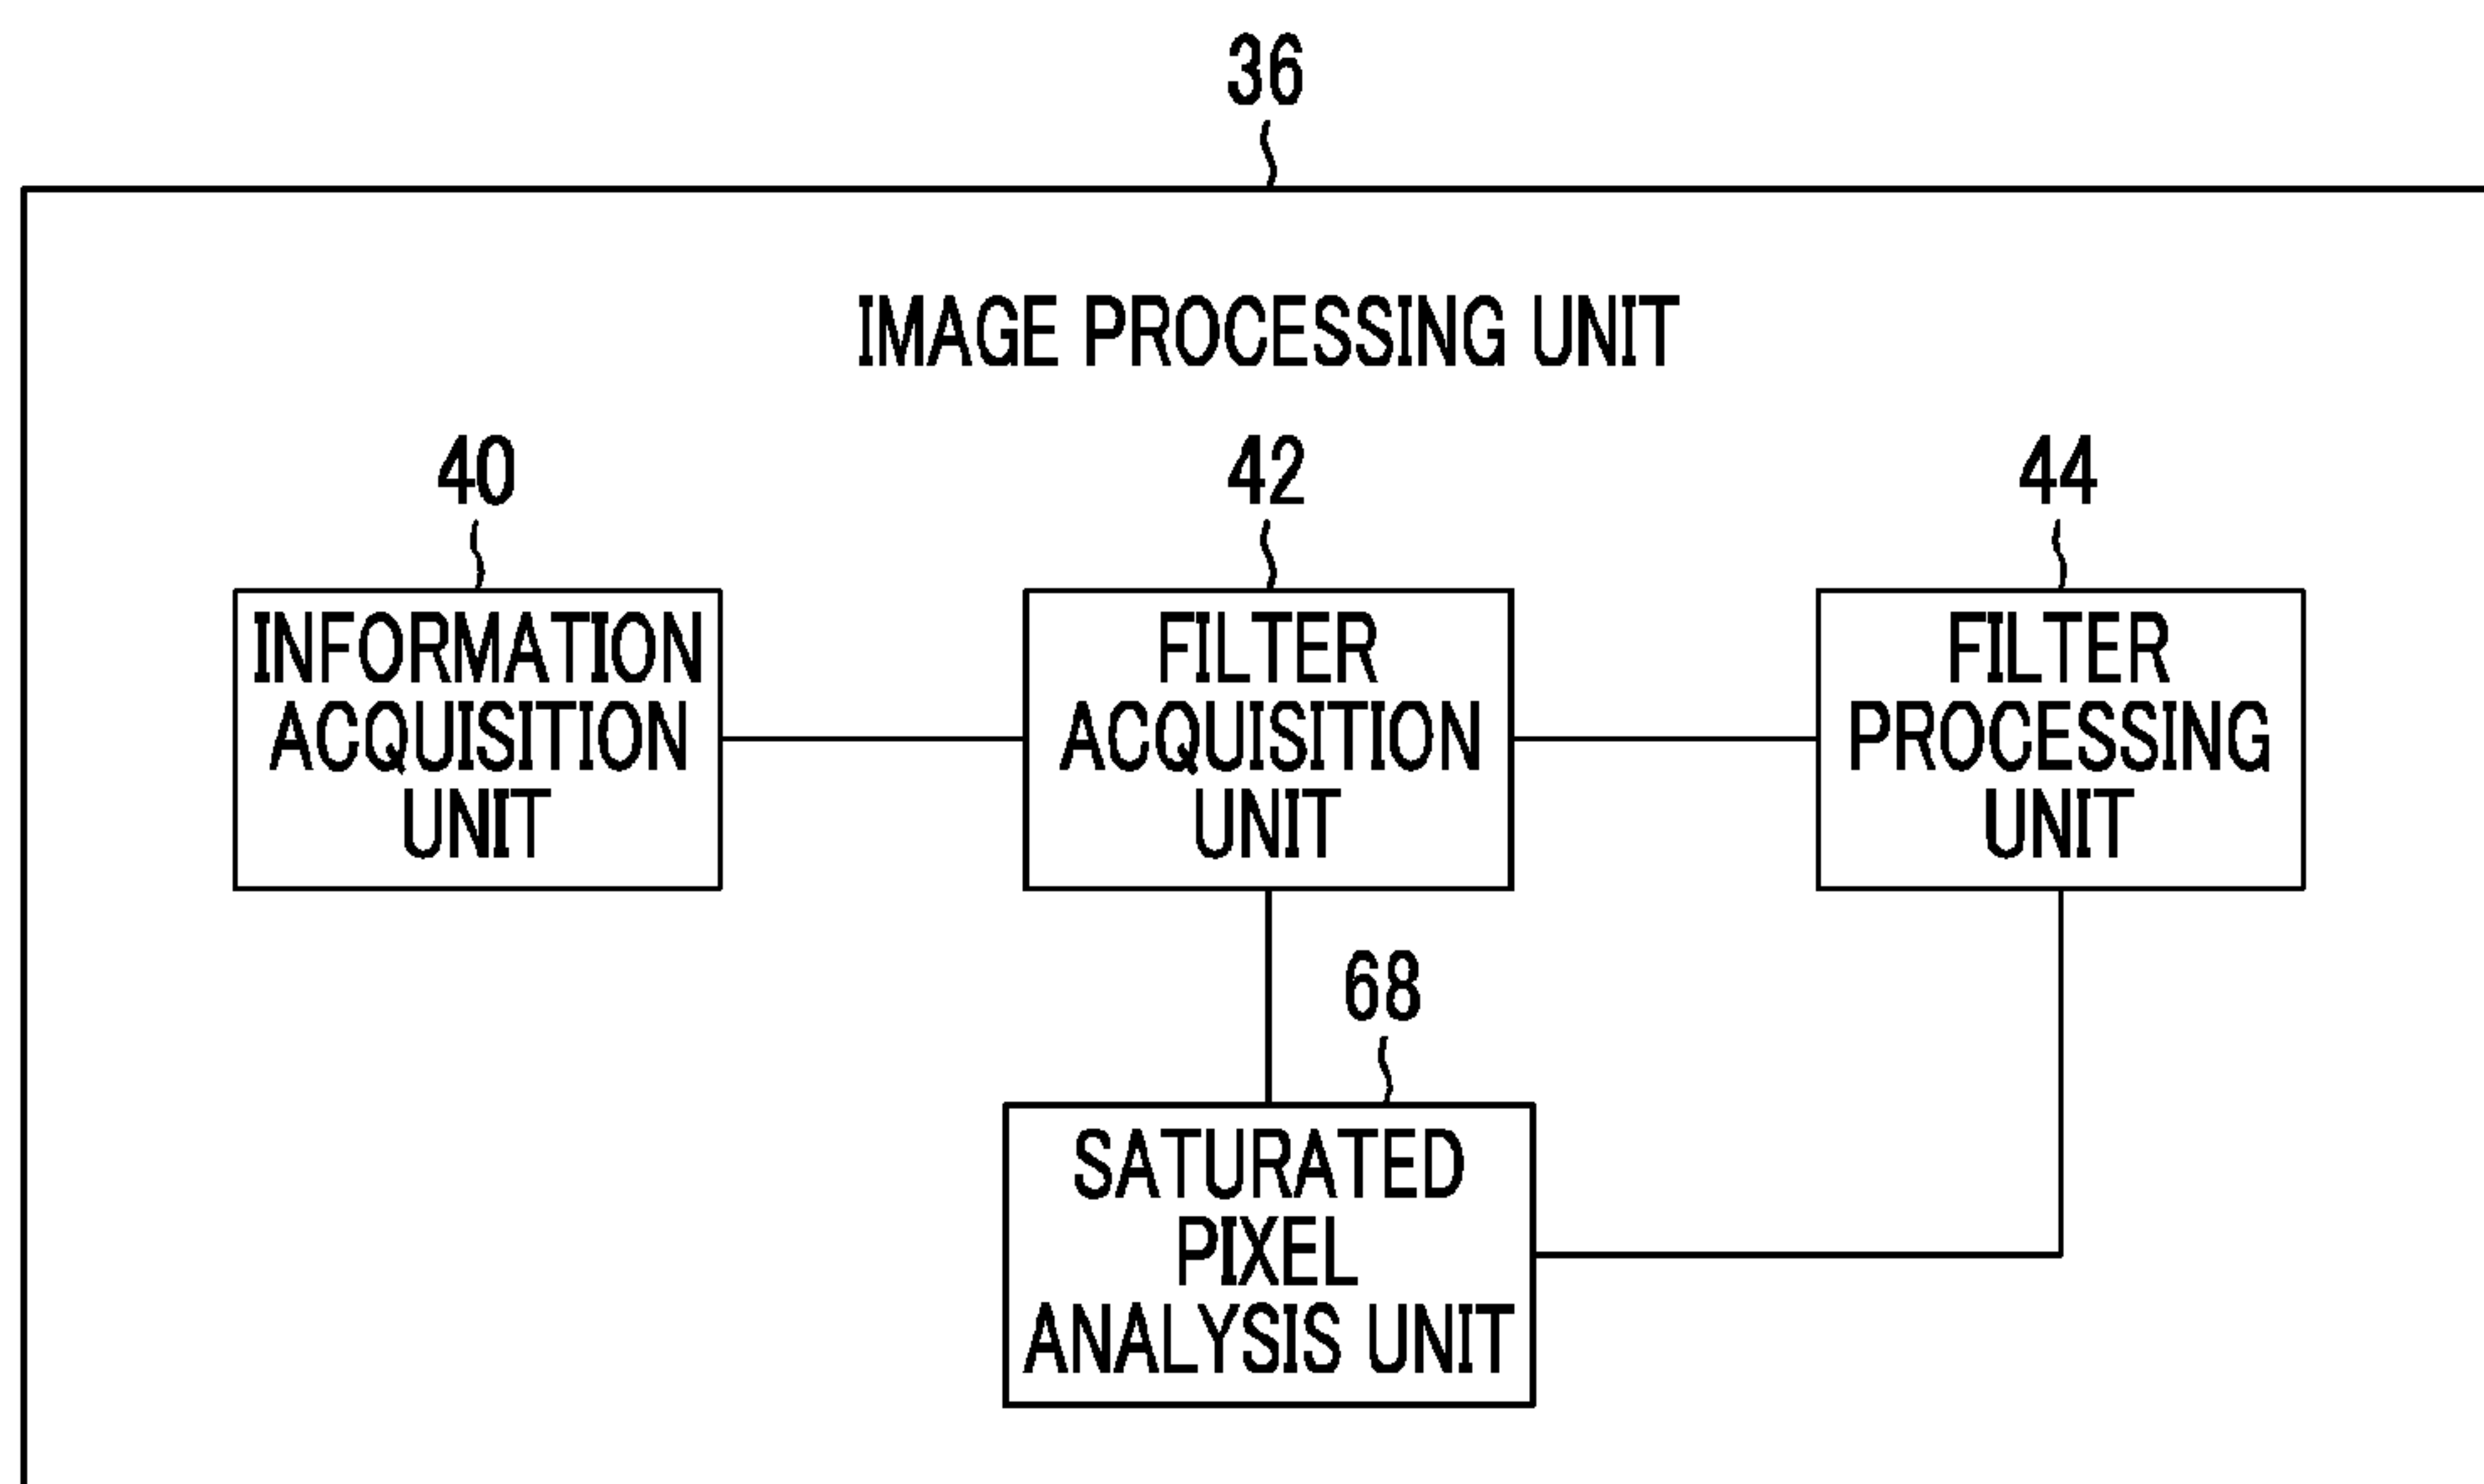 36
IMAGE PROCESSING UNIT
40
42
44
INFORMATION
ACQUISITION
UNIT
FILTER
ACQUISITION
UNIT
FILTER
PROCESSING
UNIT
68
SATURATED
PIXEL
ANALYSIS UNIT